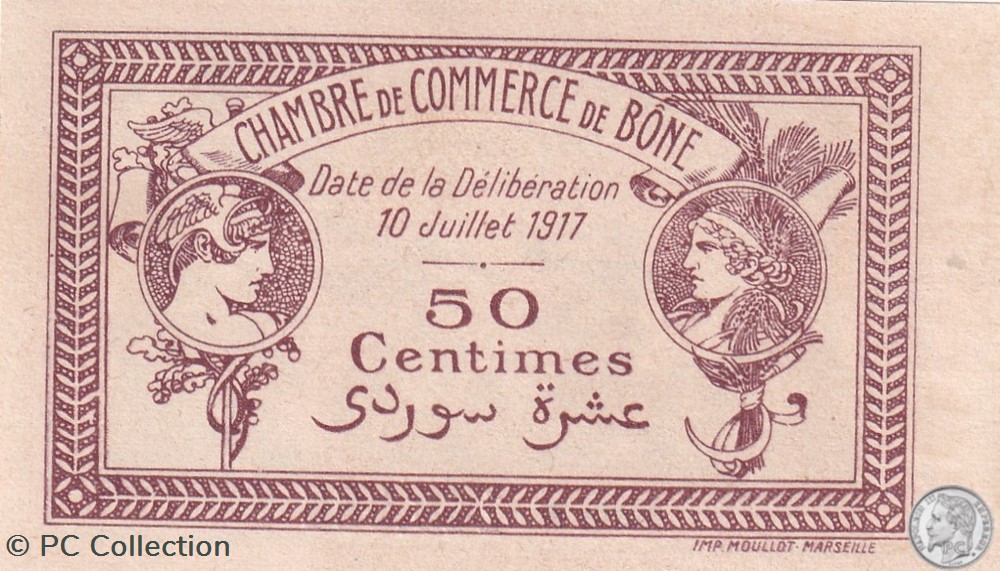 CHAMBRE DE COMMERCE DE BÔNE
Date de la Délibération
10 Juillet 1917
50
Centimes
عشرة سوردى
IMP. MOULLOT - MARSEILLE
© PC Collection
PC